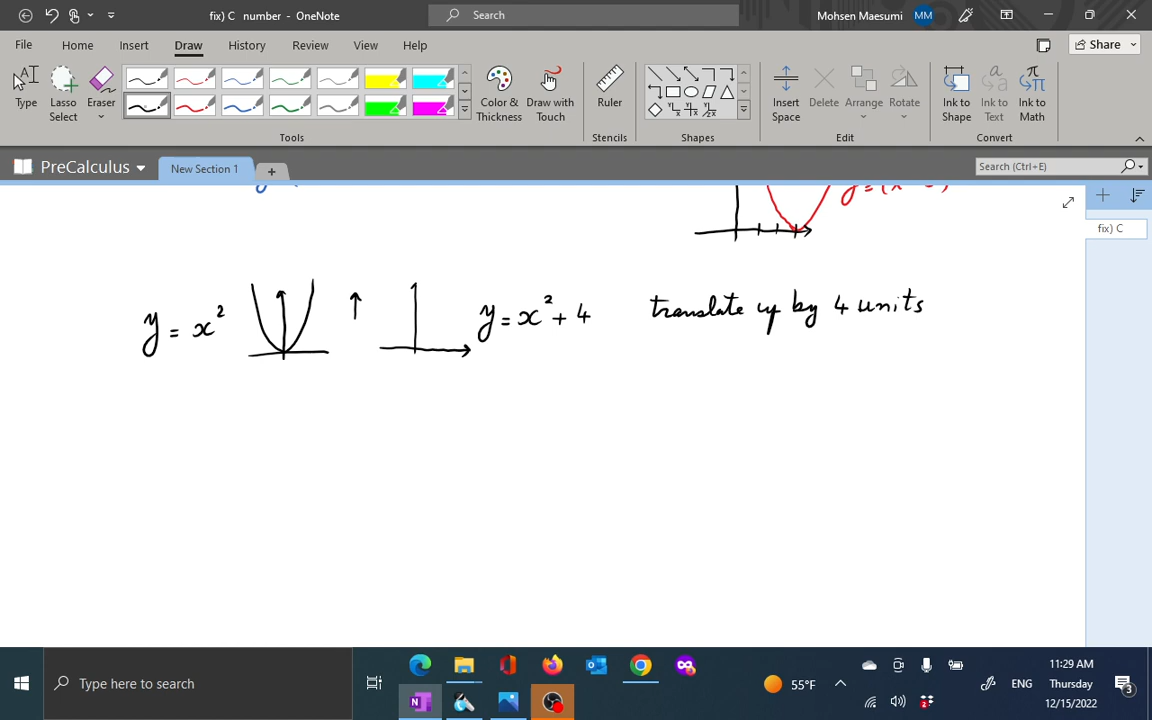 fix) C number - OneNote
Search
Mohsen Maesumi MM
File Home Insert Draw History Review View Help
Share
Type
Lasso Select
Eraser
Color & Thickness
Draw with Touch
Ruler
Insert Space
Delete
Arrange
Rotate
Ink to Shape
Ink to Text
Ink to Math
Tools
Stencils
Shapes
Edit
Convert
PreCalculus
New Section 1
Search (Ctrl+E)
fix) C
y = x² y = x² + 4 translate up by 4 units
Type here to search
55°F
ENG
11:29 AM
Thursday
12/15/2022
3